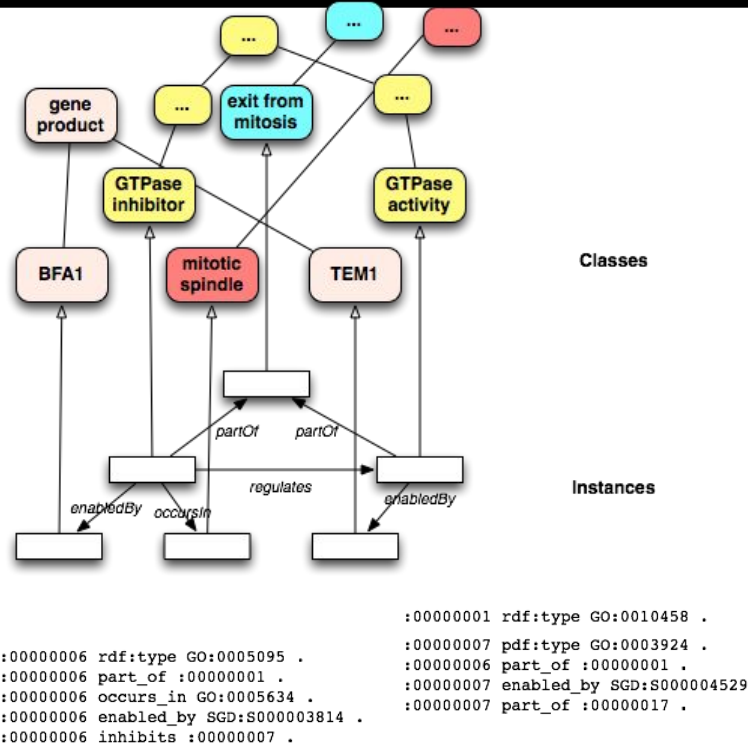 ...
...
...
...
...
gene
product
exit from
mitosis
GTPase
inhibitor
GTPase
activity
BFA1
mitotic
spindle
TEM1
Classes
partOf
partOf
regulates
Instances
enabledBy
occursIn
enabledBy
:00000006 rdf:type GO:0005095 .
:00000006 part_of :00000001 .
:00000006 occurs_in GO:0005634 .
:00000006 enabled_by SGD:S000003814 .
:00000006 inhibits :00000007 .
:00000001 rdf:type GO:0010458 .
:00000007 pdf:type GO:0003924 .
:00000006 part_of :00000001 .
:00000007 enabled_by SGD:S000004529
:00000007 part_of :00000017 .